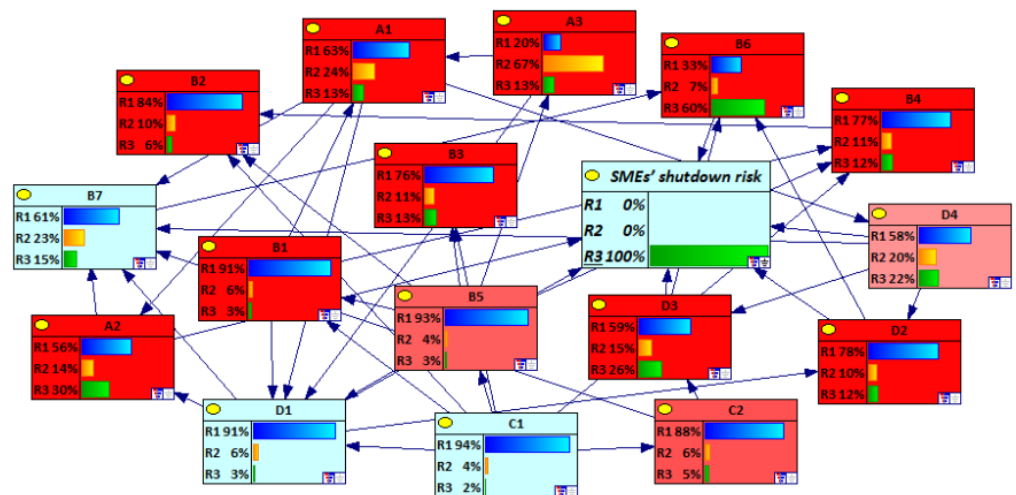 A1
R1 63%
R2 24%
R3 13%
A3
R1 20%
R2 67%
R3 13%
B6
R1 33%
R2 7%
R3 60%
B2
R1 84%
R2 10%
R3 6%
B4
R1 77%
R2 11%
R3 12%
B3
R1 76%
R2 11%
R3 13%
SMEs' shutdown risk
R1 0%
R2 0%
R3 100%
B7
R1 61%
R2 23%
R3 15%
D4
R1 58%
R2 20%
R3 22%
B1
R1 91%
R2 6%
R3 3%
B5
R1 93%
R2 4%
R3 3%
D3
R1 59%
R2 15%
R3 26%
A2
R1 56%
R2 14%
R3 30%
D2
R1 78%
R2 10%
R3 12%
D1
R1 91%
R2 6%
R3 3%
C1
R1 94%
R2 4%
R3 2%
C2
R1 88%
R2 6%
R3 5%